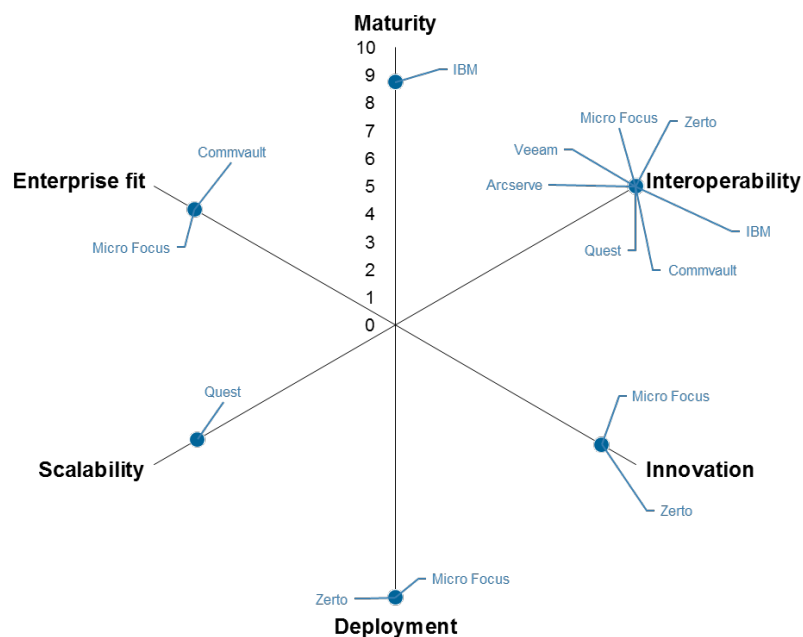 Maturity
10
9
IBM
8
7
Micro Focus
Zerto
6
Veeam
Commvault
5
Enterprise fit
Arcserve
Interoperability
4
3
Micro Focus
IBM
Quest
2
Commvault
1
0
Quest
Micro Focus
Scalability
Innovation
Zerto
Micro Focus
Zerto
Deployment